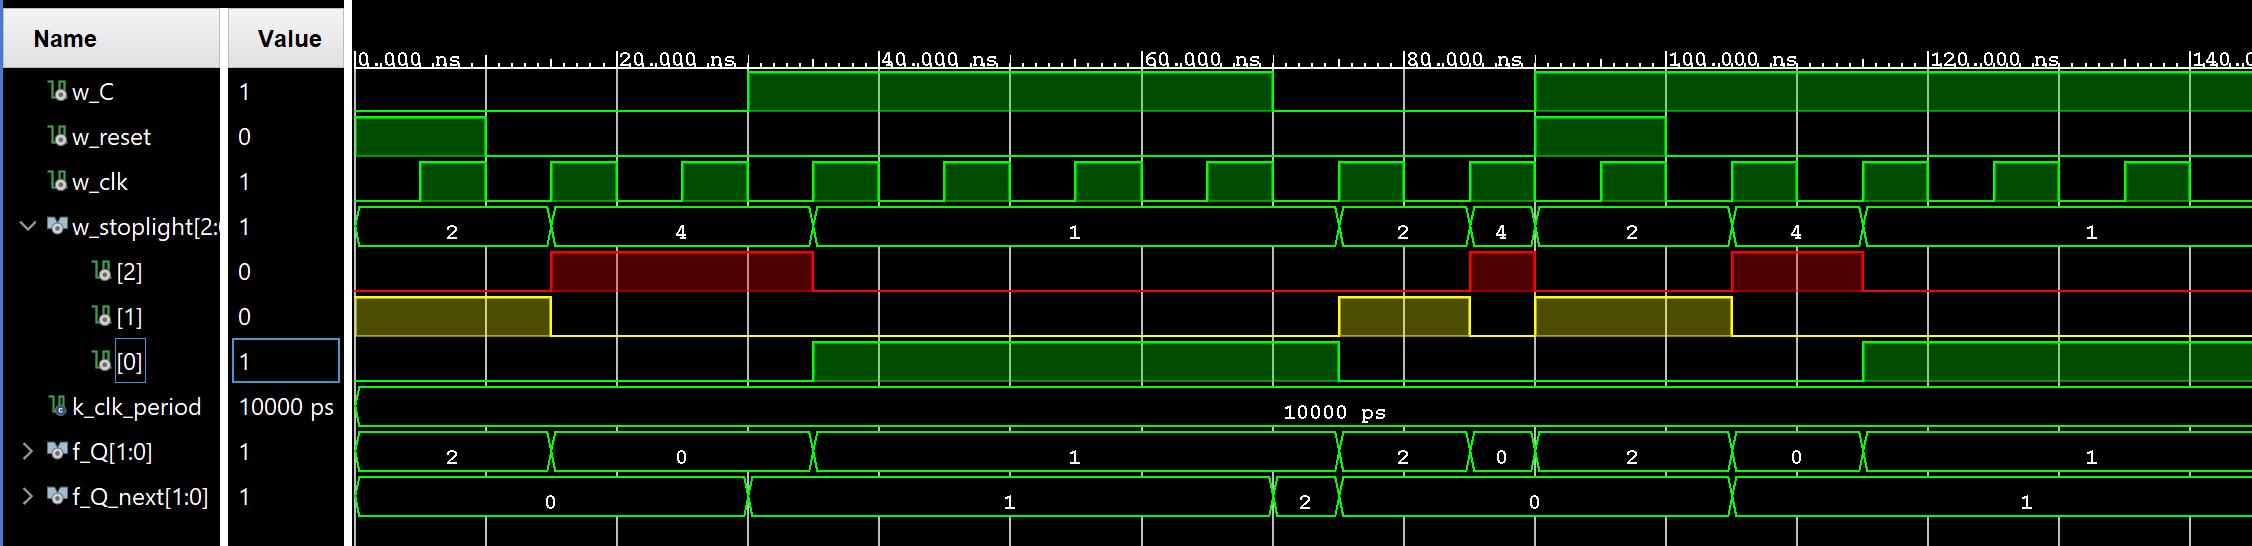 Name Value
0.000 ns 20.000 ns 40.000 ns 60.000 ns 80.000 ns 100.000 ns 120.000 ns 140.0
w_C 1
w_reset 0
w_clk 1
w_stoplight[2: 1 2 4 1 2 4 2 4 1
[2] 0
[1] 0
[0] 1
k_clk_period 10000 ps 10000 ps
f_Q[1:0] 1 2 0 1 2 0 2 0 1
f_Q_next[1:0] 1 0 1 2 0 1